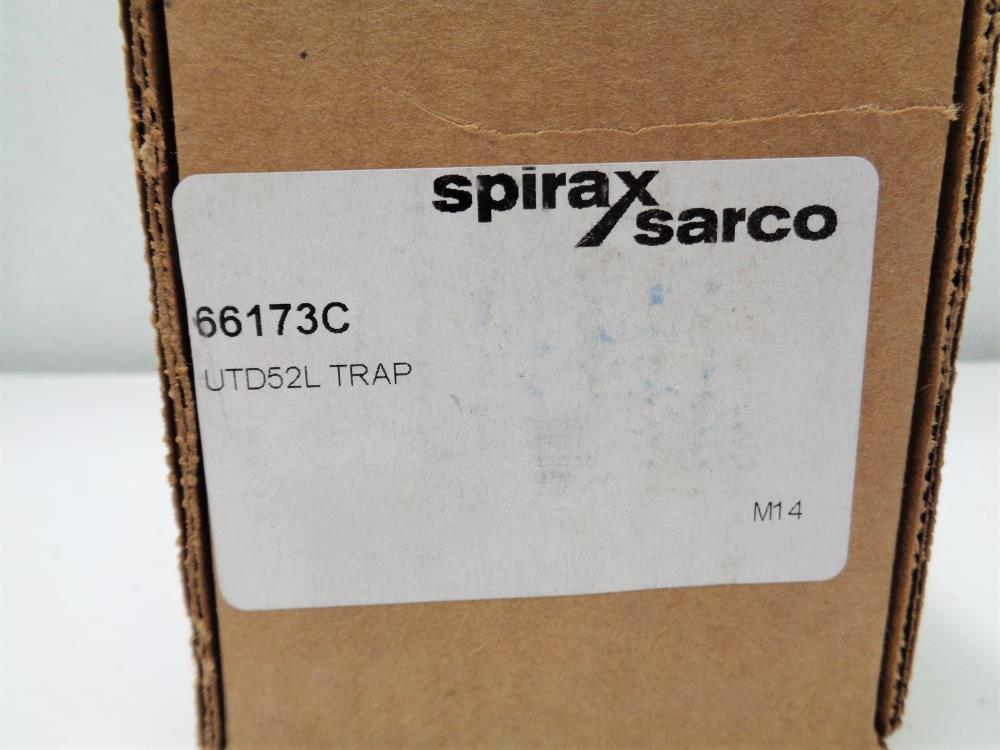 spirax
sarco
66173C
UTD52L TRAP
M14